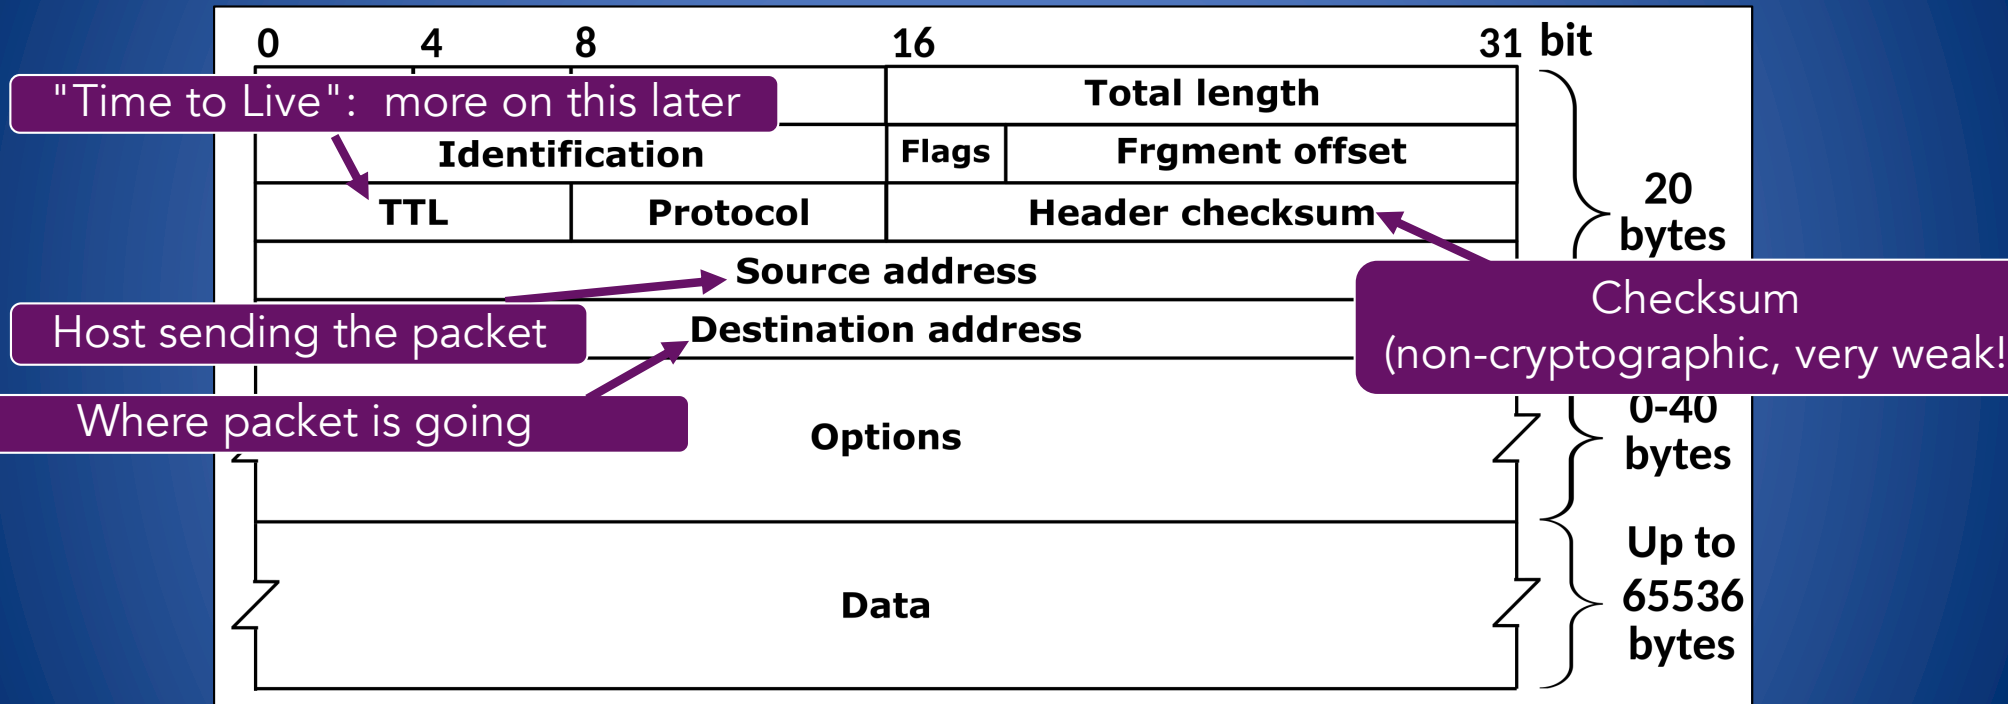 0 4 8 16 31 bit
"Time to Live": more on this later
Total length
Identification
Flags
Frgment offset
20
bytes
TTL
Protocol
Header checksum
Source address
Checksum
(non-cryptographic, very weak!
Host sending the packet
Destination address
Where packet is going
Options
0-40
bytes
Data
Up to
65536
bytes